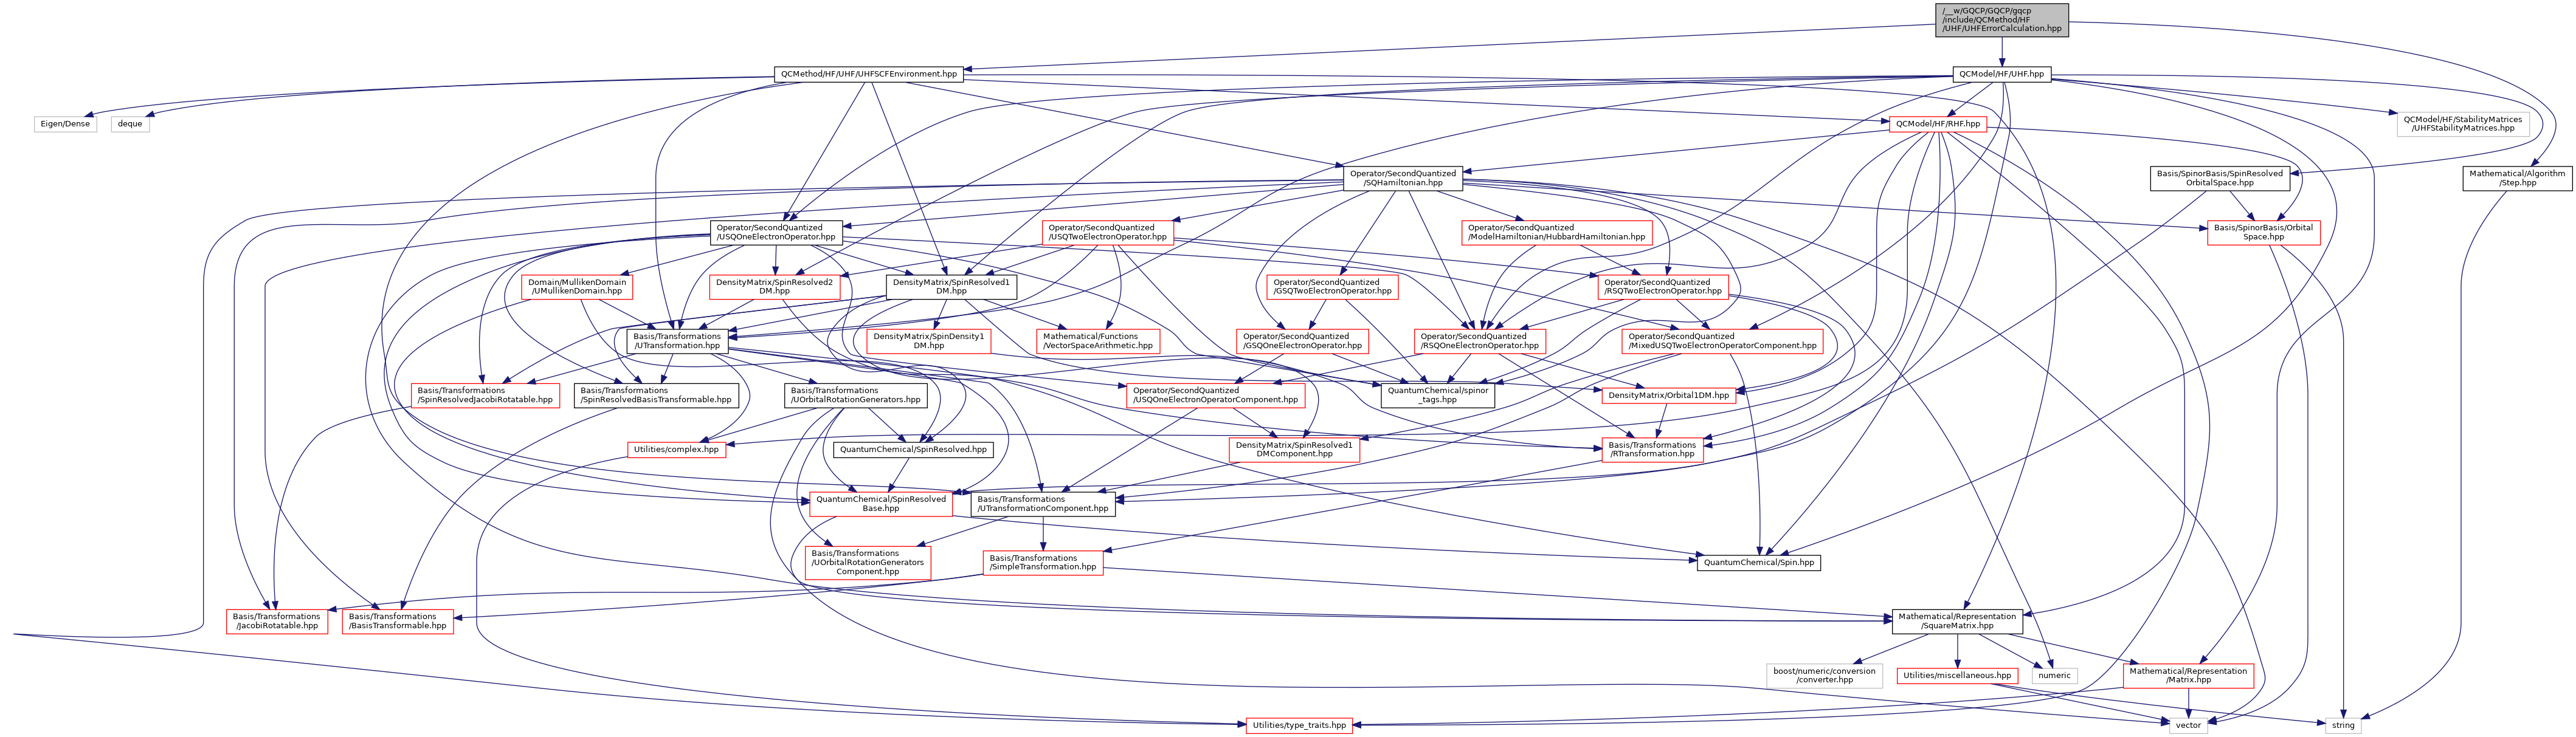 /__w/GQCP/GQCP/gqcp
/include/QCMethod/HF
/UHF/UHFErrorCalculation.hpp
QCMethod/HF/UHF/UHFSCFEnvironment.hpp
QCModel/HF/UHF.hpp
Eigen/Dense
deque
QCModel/HF/RHF.hpp
QCModel/HF/StabilityMatrices
/UHFStabilityMatrices.hpp
Operator/SecondQuantized
/SQHamiltonian.hpp
Basis/SpinorBasis/SpinResolved
OrbitalSpace.hpp
Mathematical/Algorithm
/Step.hpp
Operator/SecondQuantized
/USQOneElectronOperator.hpp
Operator/SecondQuantized
/USQTwoElectronOperator.hpp
Operator/SecondQuantized
/ModelHamiltonian/HubbardHamiltonian.hpp
Basis/SpinorBasis/Orbital
Space.hpp
Domain/MullikenDomain
/UMullikenDomain.hpp
DensityMatrix/SpinResolved2
DM.hpp
DensityMatrix/SpinResolved1
DM.hpp
Operator/SecondQuantized
/GSQTwoElectronOperator.hpp
Operator/SecondQuantized
/RSQTwoElectronOperator.hpp
Basis/Transformations
/UTransformation.hpp
DensityMatrix/SpinDensity1
DM.hpp
Mathematical/Functions
/VectorSpaceArithmetic.hpp
Operator/SecondQuantized
/GSQOneElectronOperator.hpp
Operator/SecondQuantized
/RSQOneElectronOperator.hpp
Operator/SecondQuantized
/MixedUSQTwoElectronOperatorComponent.hpp
Basis/Transformations
/SpinResolvedJacobiRotatable.hpp
Basis/Transformations
/SpinResolvedBasisTransformable.hpp
Basis/Transformations
/UOrbitalRotationGenerators.hpp
Operator/SecondQuantized
/USQOneElectronOperatorComponent.hpp
QuantumChemical/spinor
_tags.hpp
DensityMatrix/Orbital1DM.hpp
Utilities/complex.hpp
QuantumChemical/SpinResolved.hpp
DensityMatrix/SpinResolved1
DMComponent.hpp
Basis/Transformations
/RTransformation.hpp
QuantumChemical/SpinResolved
Base.hpp
Basis/Transformations
/UTransformationComponent.hpp
Basis/Transformations
/UOrbitalRotationGenerators
Component.hpp
Basis/Transformations
/SimpleTransformation.hpp
QuantumChemical/Spin.hpp
Basis/Transformations
/JacobiRotatable.hpp
Basis/Transformations
/BasisTransformable.hpp
Mathematical/Representation
/SquareMatrix.hpp
boost/numeric/conversion
/converter.hpp
Utilities/miscellaneous.hpp
numeric
Mathematical/Representation
/Matrix.hpp
Utilities/type_traits.hpp
vector
string